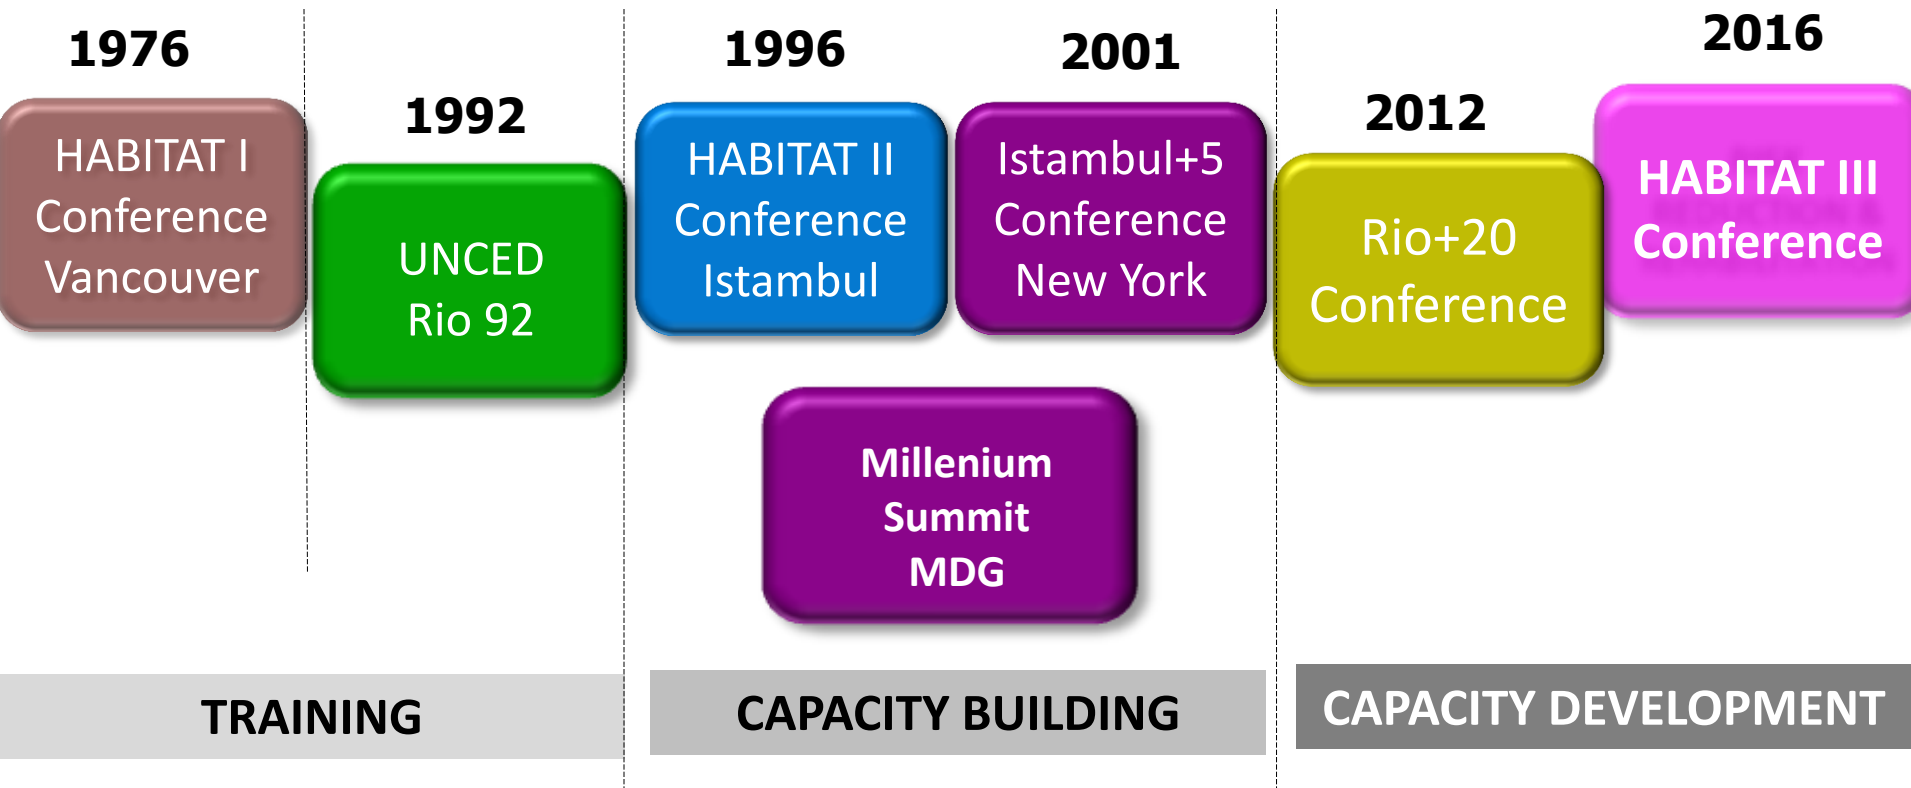 1976
HABITAT I
Conference
Vancouver
1992
UNCED
Rio 92
1996
HABITAT II
Conference
Istambul
2001
Istambul+5
Conference
New York
Millenium
Summit
MDG
2012
Rio+20
Conference
2016
HABITAT III
Conference
TRAINING
CAPACITY BUILDING
CAPACITY DEVELOPMENT